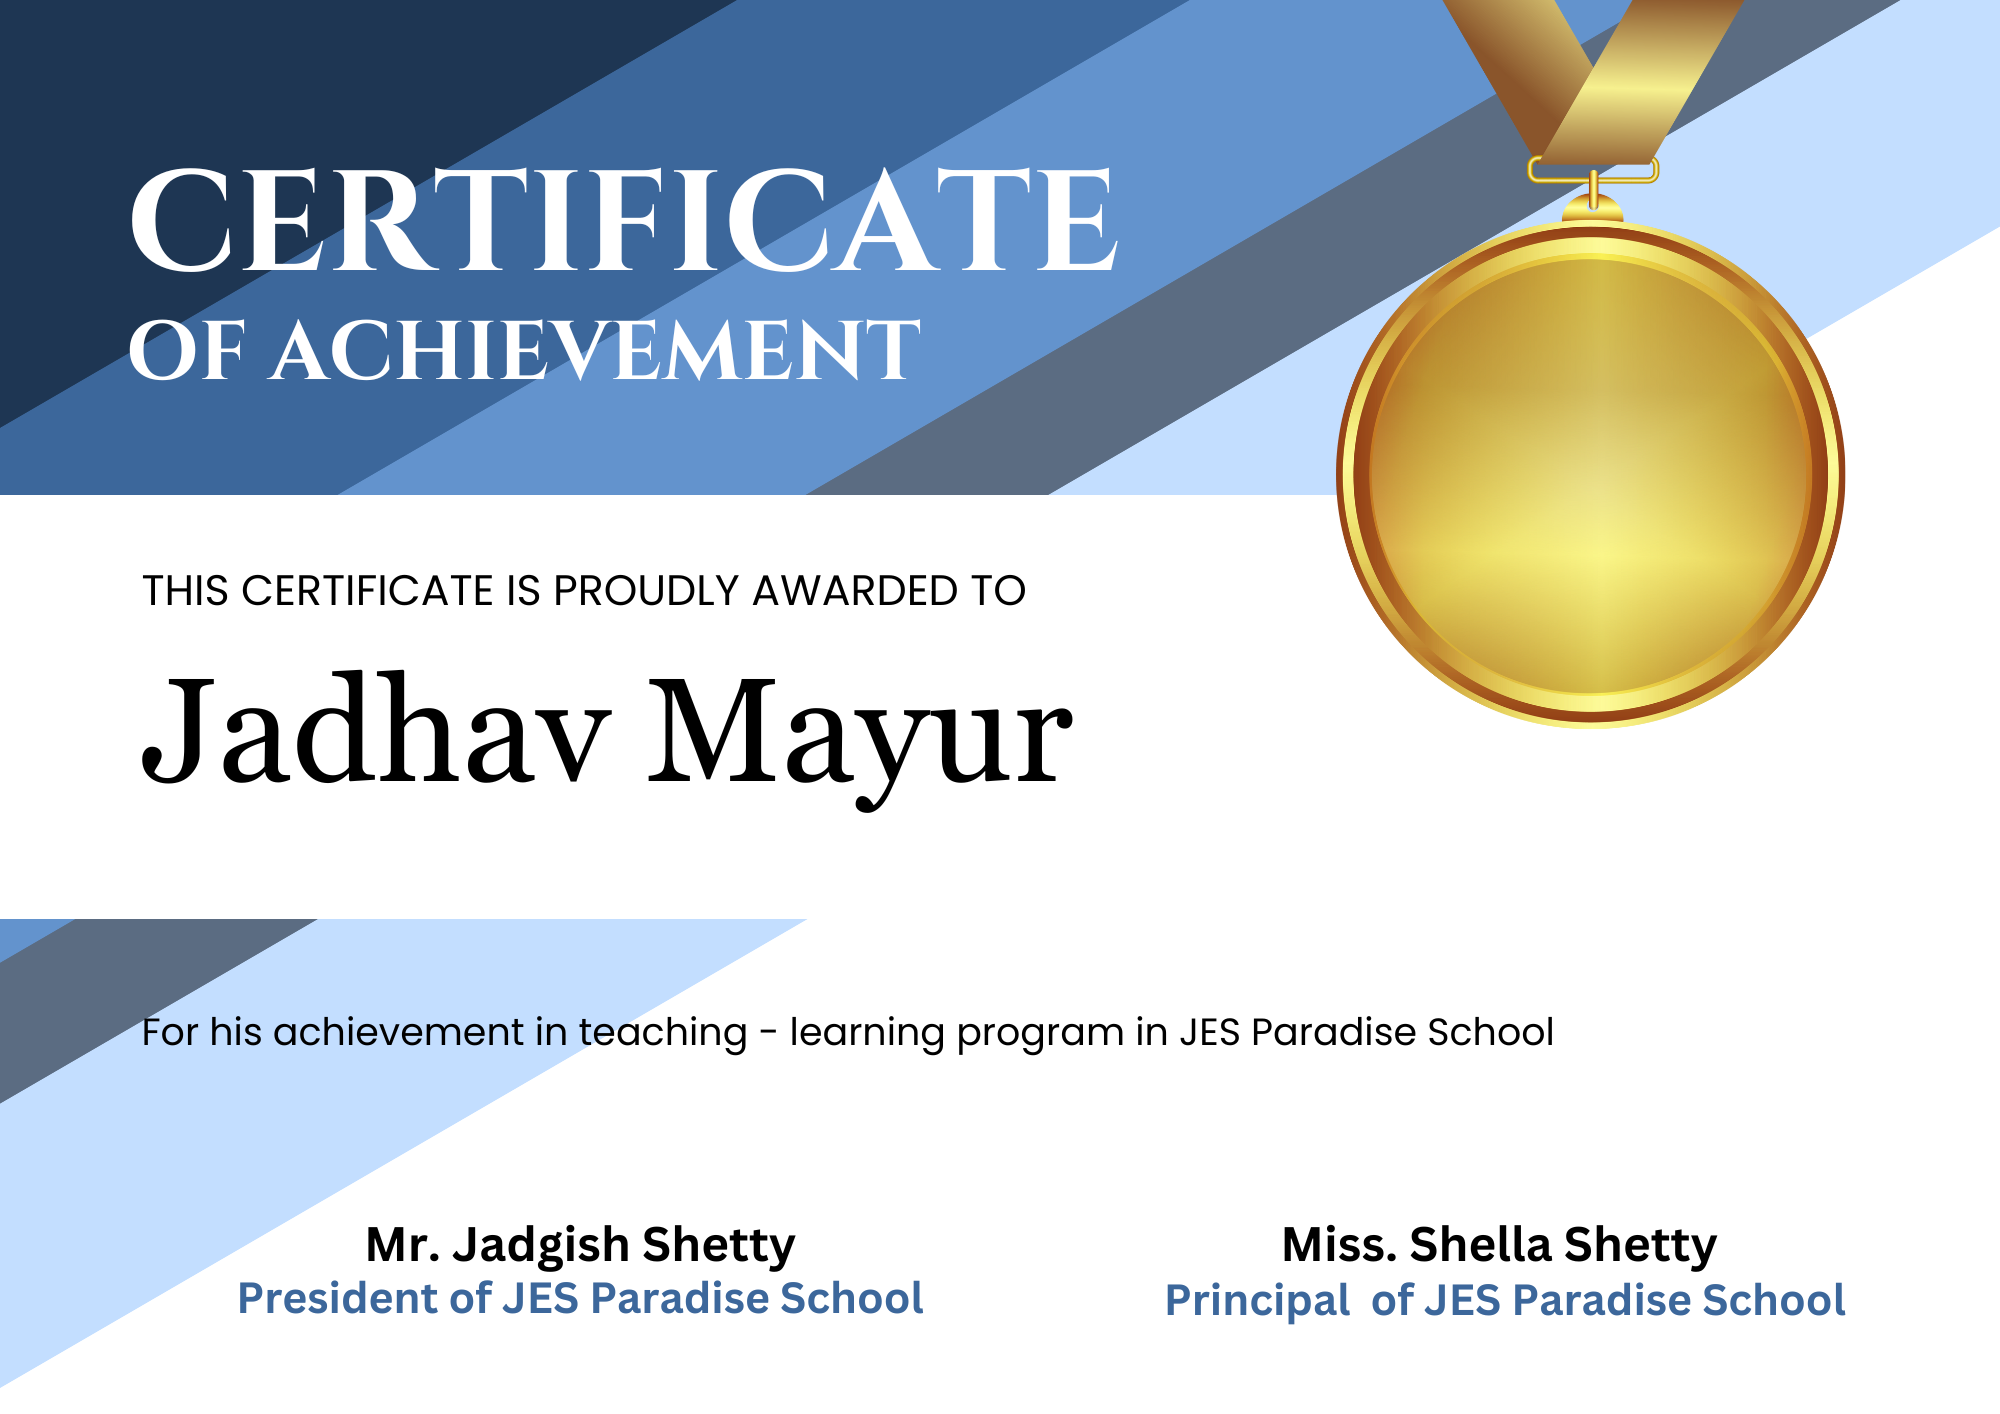 CERTIFICATE
OF ACHIEVEMENT
THIS CERTIFICATE IS PROUDLY AWARDED TO
Jadhav Mayur
For his achievement in teaching - learning program in JES Paradise School
Mr. Jadgish Shetty
President of JES Paradise School
Miss. Shella Shetty
Principal  of JES Paradise School